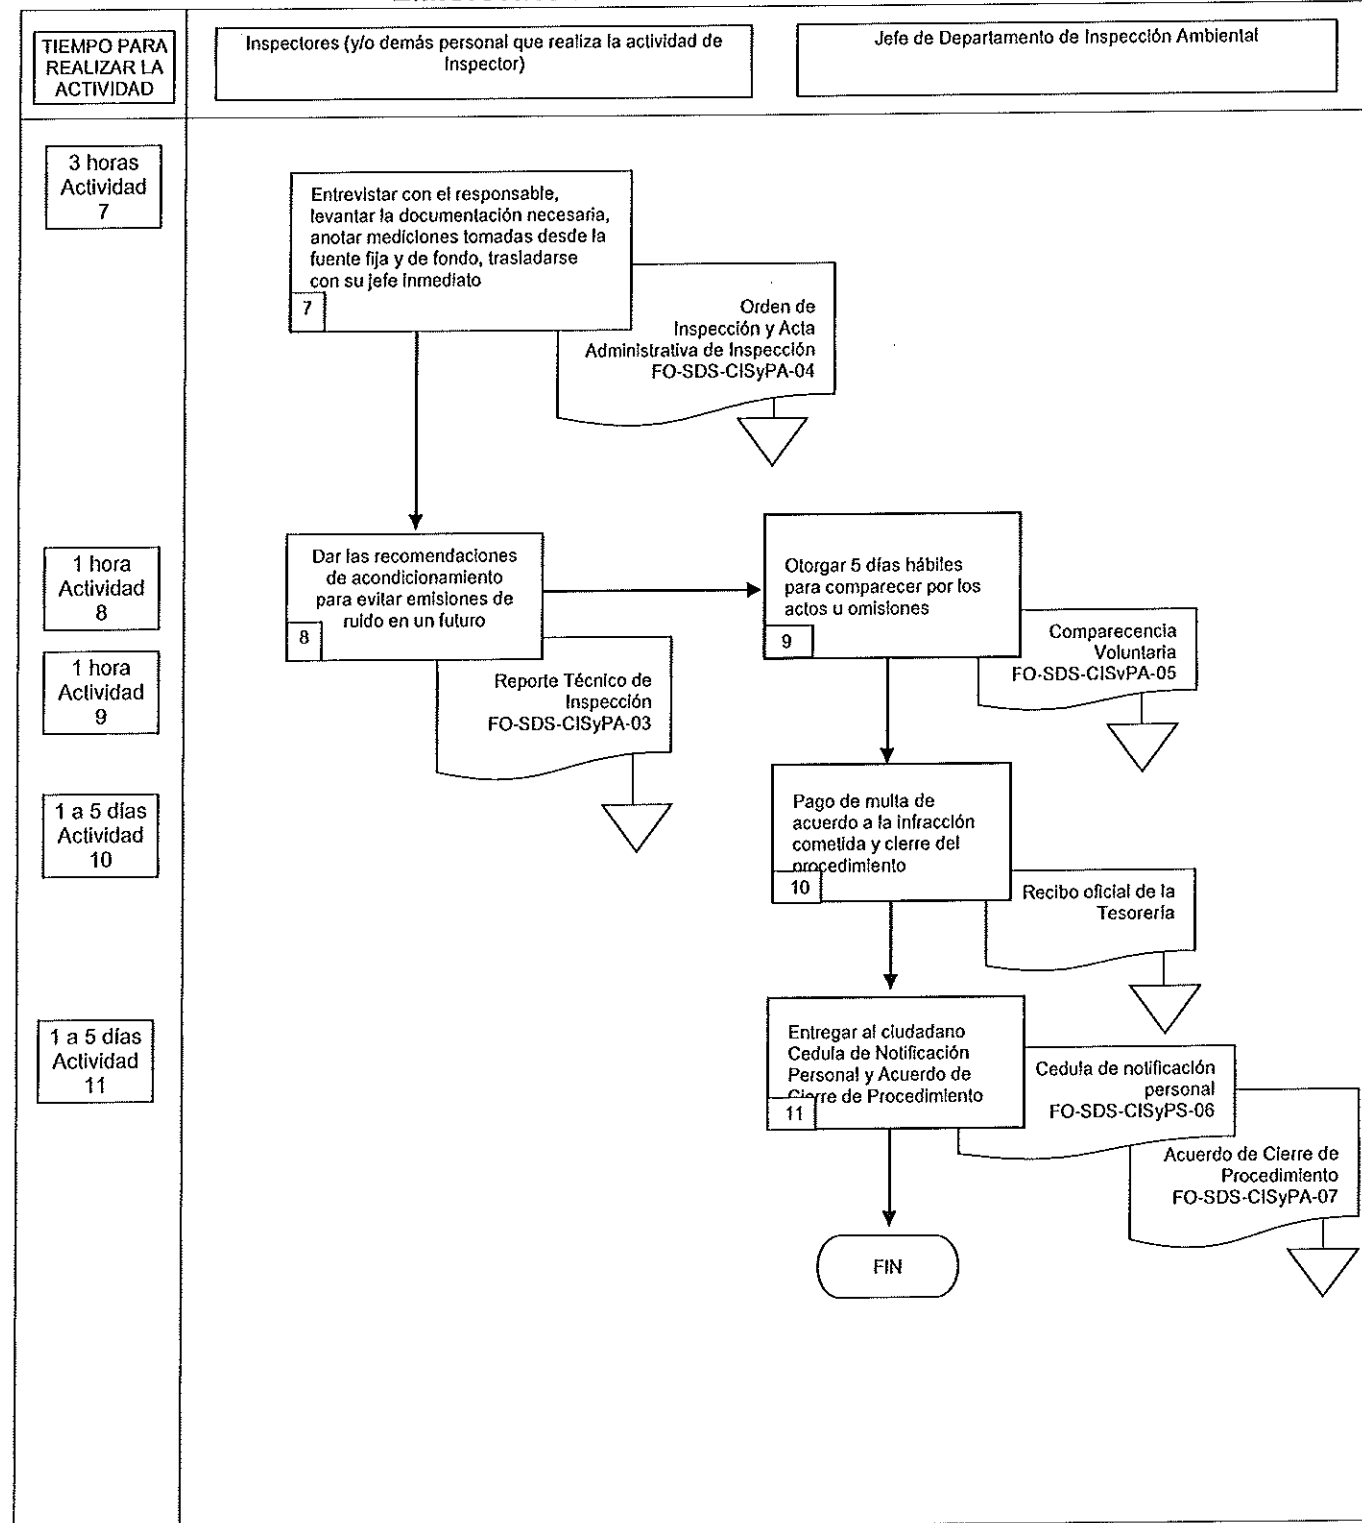 TIEMPO PARA
REALIZAR LA
ACTIVIDAD
Inspectores (y/o demás personal que realiza la actividad de
Inspector)
Jefe de Departamento de Inspección Ambiental
3 horas
Actividad
7
Entrevistar con el responsable,
levantar la documentación necesaria,
anotar mediciones tomadas desde la
fuente fija y de fondo, trasladarse
con su jefe inmediato
7
Orden de
Inspección y Acta
Administrativa de Inspección
FO-SDS-CISyPA-04
1 hora
Actividad
8
Dar las recomendaciones
de acondicionamiento
para evitar emisiones de
ruido en un futuro
8
Otorgar 5 días hábiles
para comparecer por los
actos u omisiones
9
Comparecencia
Voluntaria
FO-SDS-CISvPA-05
1 hora
Actividad
9
Reporte Técnico de
Inspección
FO-SDS-CISyPA-03
1 a 5 días
Actividad
10
Pago de multa de
acuerdo a la infracción
cometida y cierre del
procedimiento
10
Recibo oficial de la
Tesorería
1 a 5 días
Actividad
11
Entregar al ciudadano
Cedula de Notificación
Personal y Acuerdo de
Cierre de Procedimiento
11
Cedula de notificación
personal
FO-SDS-CISyPS-06
Acuerdo de Cierre de
Procedimiento
FO-SDS-CISyPA-07
FIN